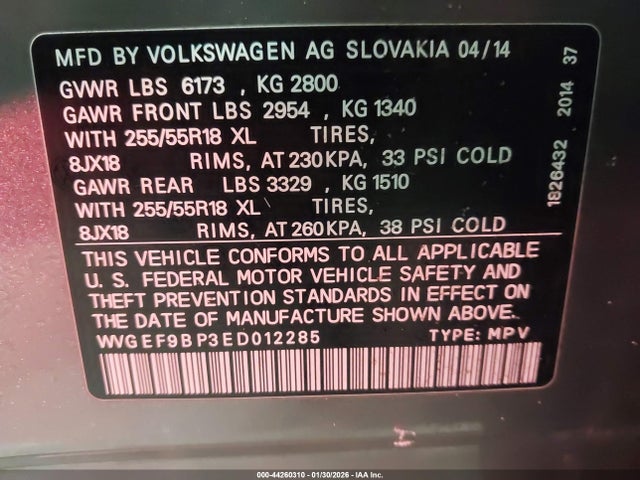 MFD BY VOLKSWAGEN AG SLOVAKIA 04/14
GVWR LBS 6173 , KG 2800
GAWR FRONT LBS 2954 , KG 1340
WITH 255/55R18 XL TIRES,
8JX18 RIMS, AT 230 KPA, 33 PSI COLD
GAWR REAR LBS 3329 , KG 1510
WITH 255/55R18 XL TIRES,
8JX18 RIMS, AT 260 KPA, 38 PSI COLD
THIS VEHICLE CONFORMS TO ALL APPLICABLE
U. S. FEDERAL MOTOR VEHICLE SAFETY AND
THEFT PREVENTION STANDARDS IN EFFECT ON
THE DATE OF MANUFACTURE SHOWN ABOVE.
WVGEF9BP3ED012285 TYPE: MPV
1826432 2014 37
000-44260310 - 01/30/2026 - IAA Inc.